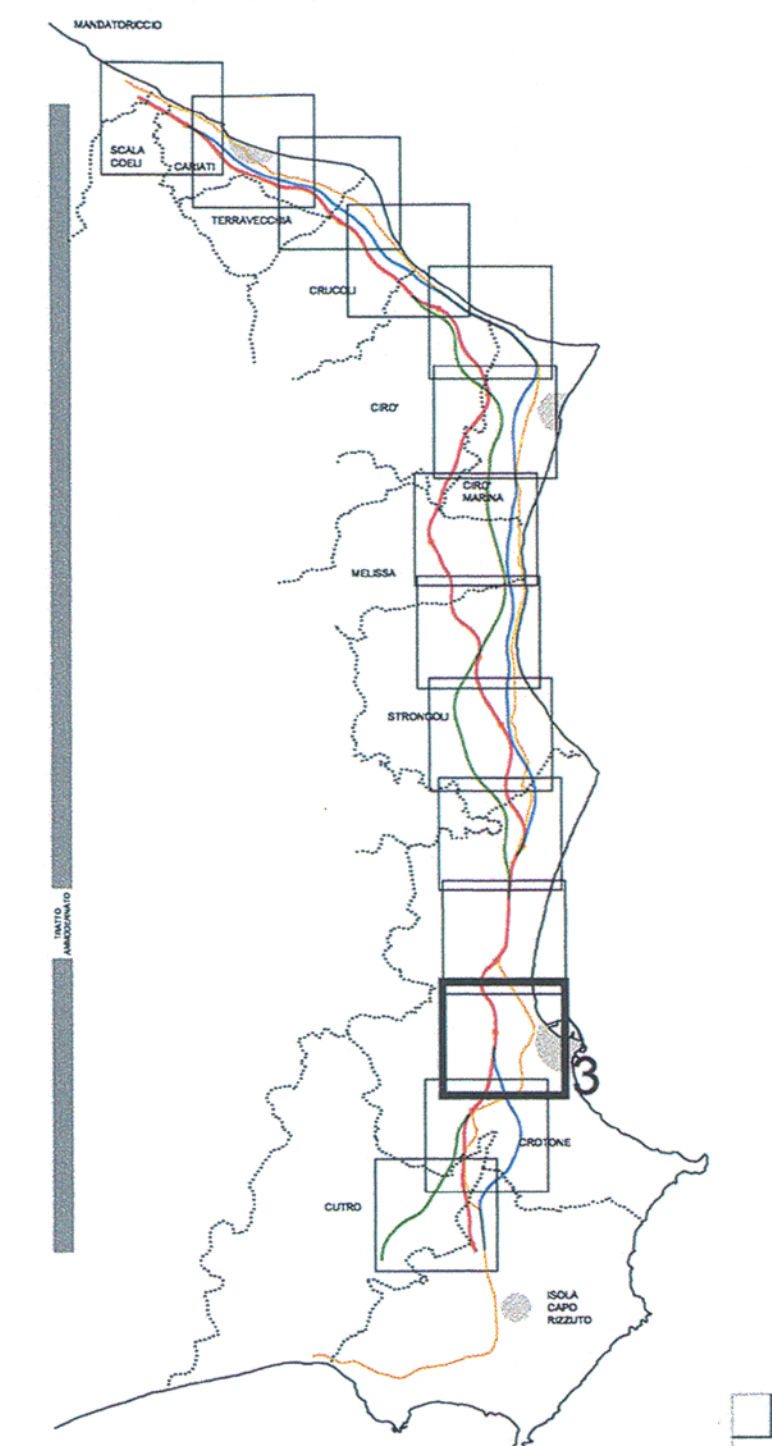 MANDATORICCIO
SCALA
COELI
CARIATI
TERRAVECCHIA
CRUCOLI
CIRO'
CIRO'
MARINA
MELISSA
STRONGOLI
TRATTO
AMMODERNATO
3
CROTONE
CUTRO
ISOLA
CAPO
RIZZUTO